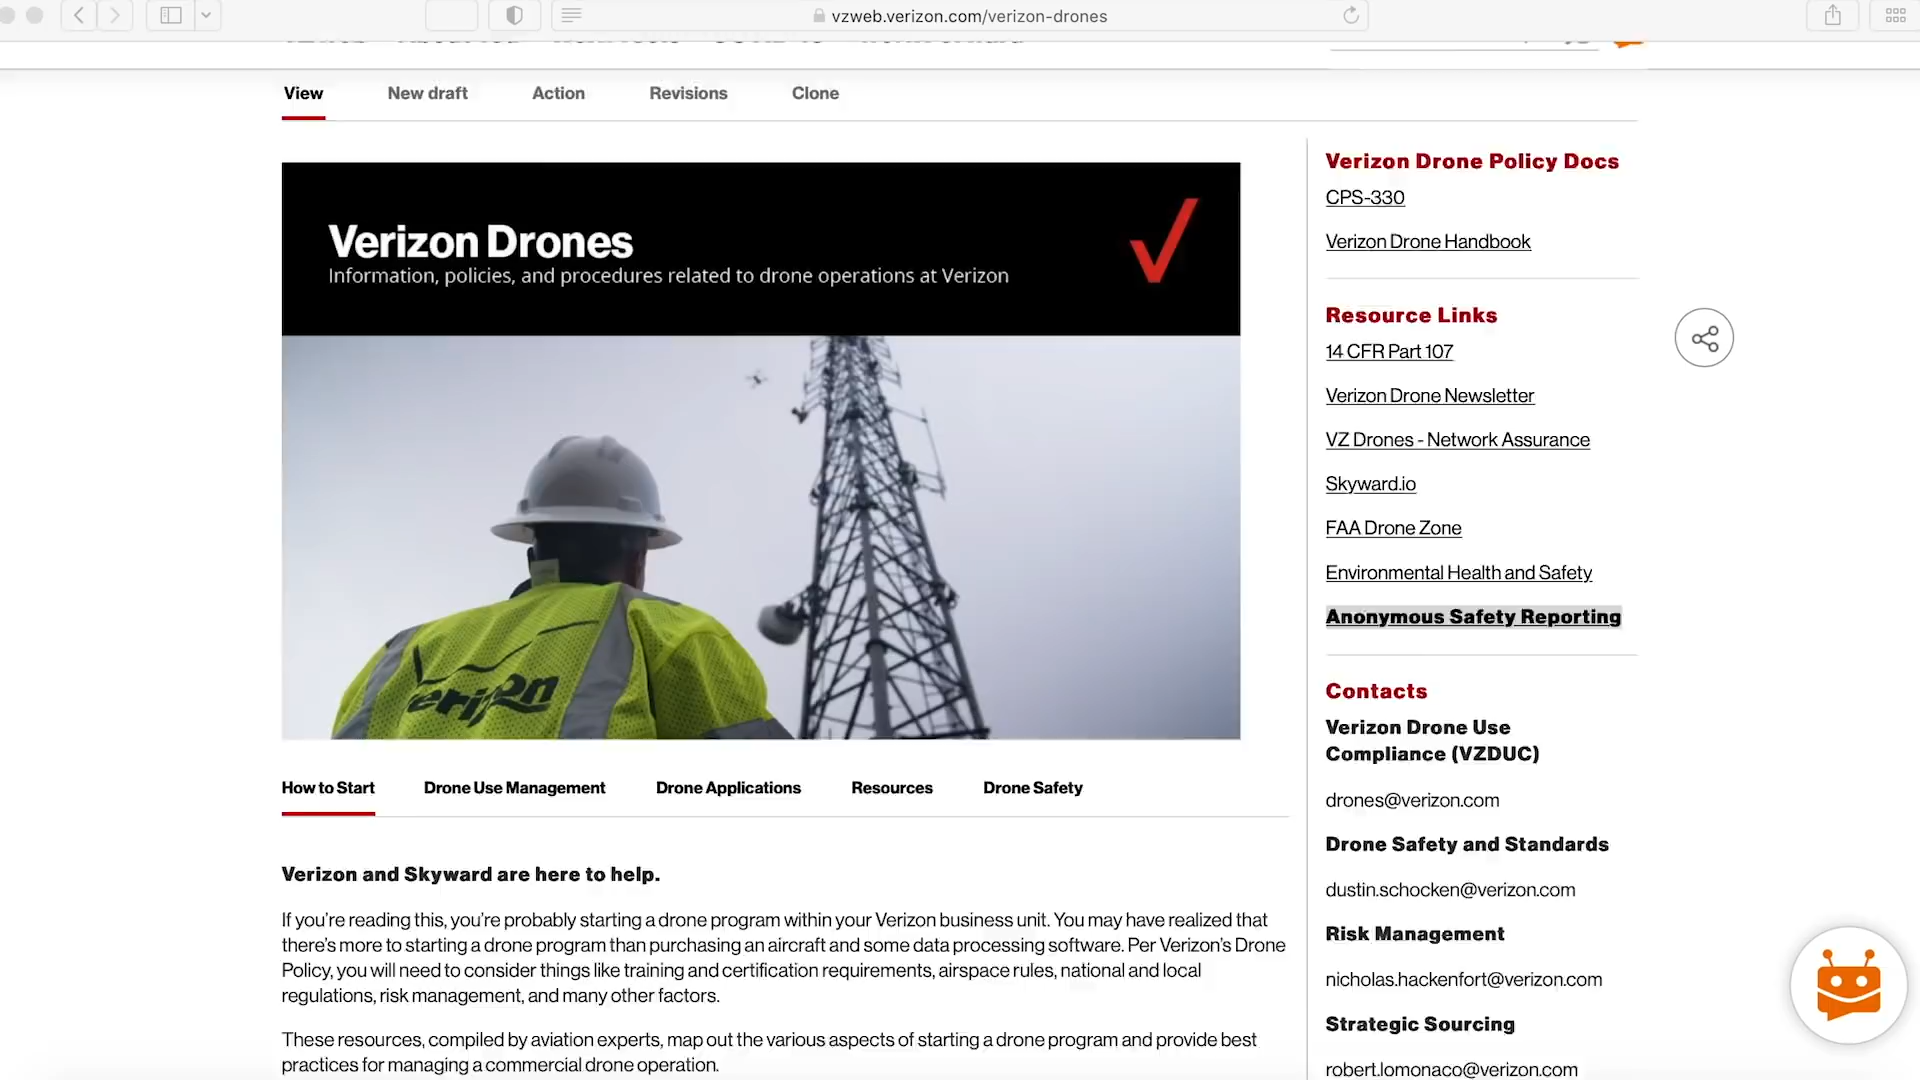 vzweb.verizon.com/verizon-drones
View
New draft
Action
Revisions
Clone
Verizon Drones
Information, policies, and procedures related to drone operations at Verizon
verizon
How to Start
Drone Use Management
Drone Applications
Resources
Drone Safety
Verizon and Skyward are here to help.
If you're reading this, you're probably starting a drone program within your Verizon business unit. You may have realized that
there's more to starting a drone program than purchasing an aircraft and some data processing software. Per Verizon's Drone
Policy, you will need to consider things like training and certification requirements, airspace rules, national and local
regulations, risk management, and many other factors.
These resources, compiled by aviation experts, map out the various aspects of starting a drone program and provide best
practices for managing a commercial drone operation.
Verizon Drone Policy Docs
CPS-330
Verizon Drone Handbook
Resource Links
14 CFR Part 107
Verizon Drone Newsletter
VZ Drones - Network Assurance
Skyward.io
FAA Drone Zone
Environmental Health and Safety
Anonymous Safety Reporting
Contacts
Verizon Drone Use
Compliance (VZDUC)
drones@verizon.com
Drone Safety and Standards
dustin.schocken@verizon.com
Risk Management
nicholas.hackenfort@verizon.com
Strategic Sourcing
robert.lomonaco@verizon.com